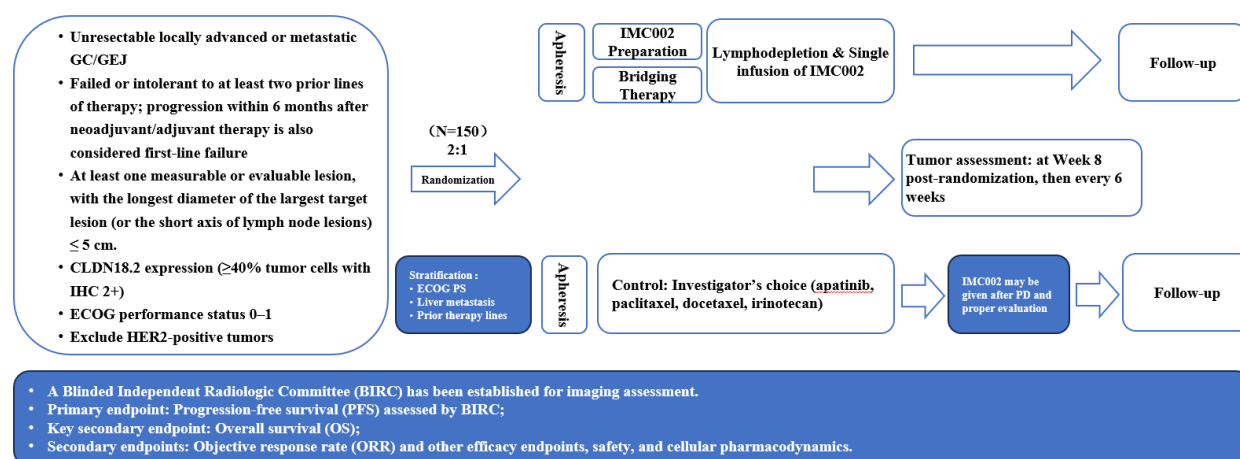 • Unresectable locally advanced or metastatic
GC/GEJ
• Failed or intolerant to at least two prior lines
of therapy; progression within 6 months after
neoadjuvant/adjuvant therapy is also
considered first-line failure
• At least one measurable or evaluable lesion,
with the longest diameter of the largest target
lesion (or the short axis of lymph node lesions)
≤ 5 cm.
• CLDN18.2 expression (≥40% tumor cells with
IHC 2+)
• ECOG performance status 0–1
• Exclude HER2-positive tumors
（N=150）
2:1
Randomization
Stratification :
• ECOG PS
• Liver metastasis
• Prior therapy lines
Apheresis
IMC002
Preparation
Bridging
Therapy
Lymphodepletion & Single
infusion of IMC002
Follow-up
Tumor assessment: at Week 8
post-randomization, then every 6
weeks
Apheresis
Control: Investigator’s choice (apatinib,
paclitaxel, docetaxel, irinotecan)
IMC002 may be
given after PD and
proper evaluation
Follow-up
• A Blinded Independent Radiologic Committee (BIRC) has been established for imaging assessment.
• Primary endpoint: Progression-free survival (PFS) assessed by BIRC;
• Key secondary endpoint: Overall survival (OS);
• Secondary endpoints: Objective response rate (ORR) and other efficacy endpoints, safety, and cellular pharmacodynamics.